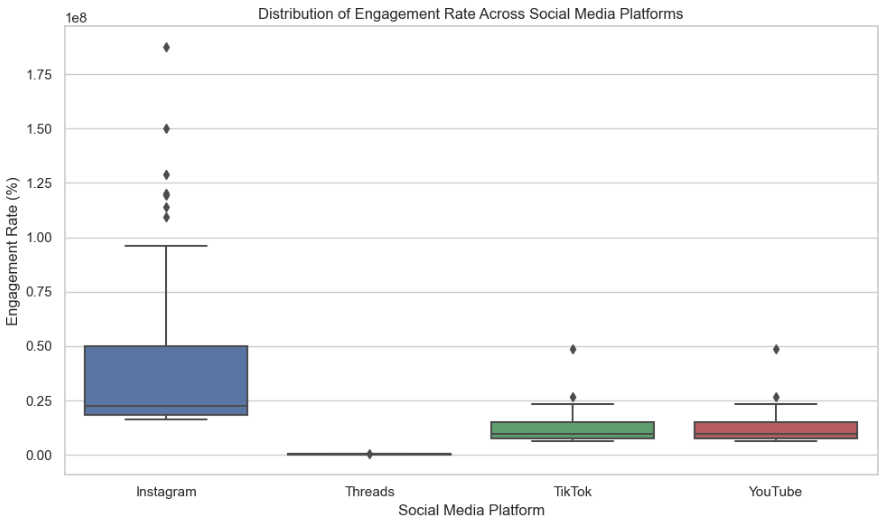 Distribution of Engagement Rate Across Social Media Platforms
1e8
1.75
1.50
1.25
1.00
0.75
0.50
0.25
0.00
Engagement Rate (%)
Instagram Threads TikTok YouTube
Social Media Platform